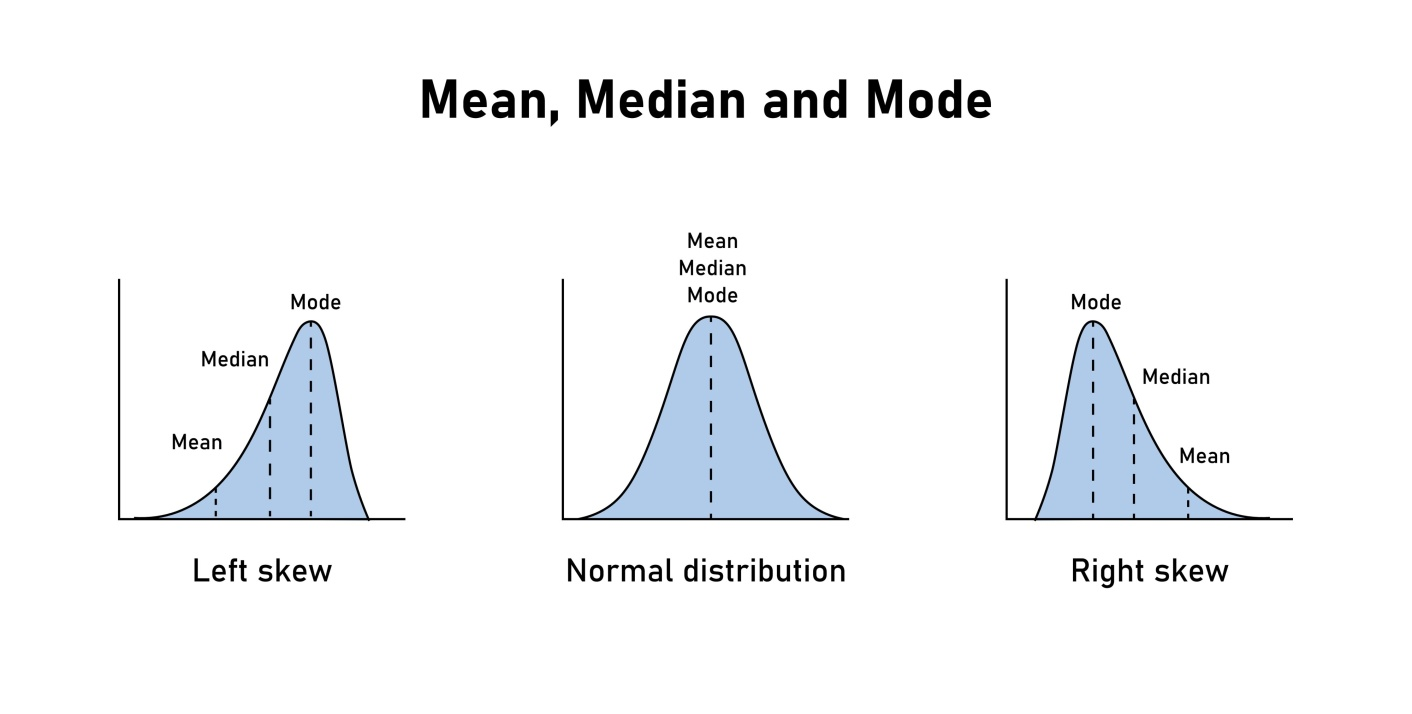 Mean, Median and Mode
Mode
Median
Mean
Left skew
Mean
Median
Mode
Normal distribution
Mode
Median
Mean
Right skew